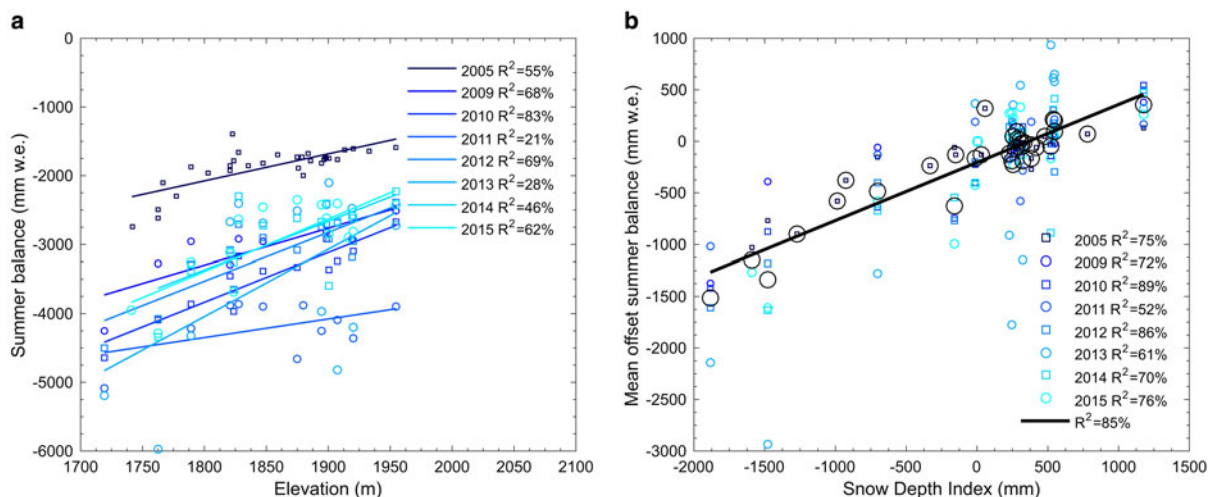 a
Summer balance (mm w.e.)
0
-1000
-2000
-3000
-4000
-5000
-6000
1700 1750 1800 1850 1900 1950 2000 2050 2100
Elevation (m)
2005 R²=55%
2009 R²=68%
2010 R²=83%
2011 R²=21%
2012 R²=69%
2013 R²=28%
2014 R²=46%
2015 R²=62%
b
Mean offset summer balance (mm w.e.)
1000
500
0
-500
-1000
-1500
-2000
-2500
-3000
-2000 -1500 -1000 -500 0 500 1000 1500
Snow Depth Index (mm)
2005 R²=75%
2009 R²=72%
2010 R²=89%
2011 R²=52%
2012 R²=86%
2013 R²=61%
2014 R²=70%
2015 R²=76%
R²=85%